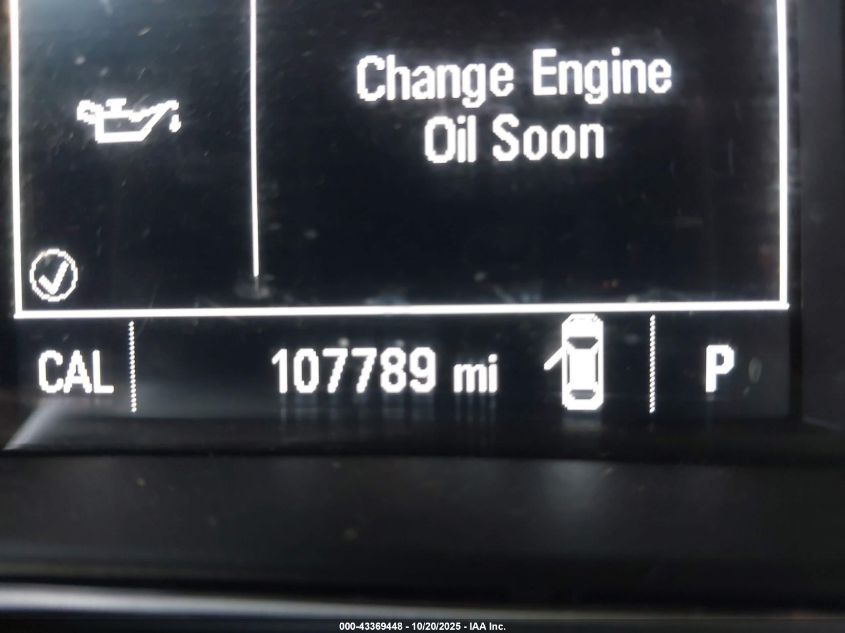 Change Engine
Oil Soon
CAL 107789 mi P
000-43369448 - 10/20/2025 - IAA Inc.